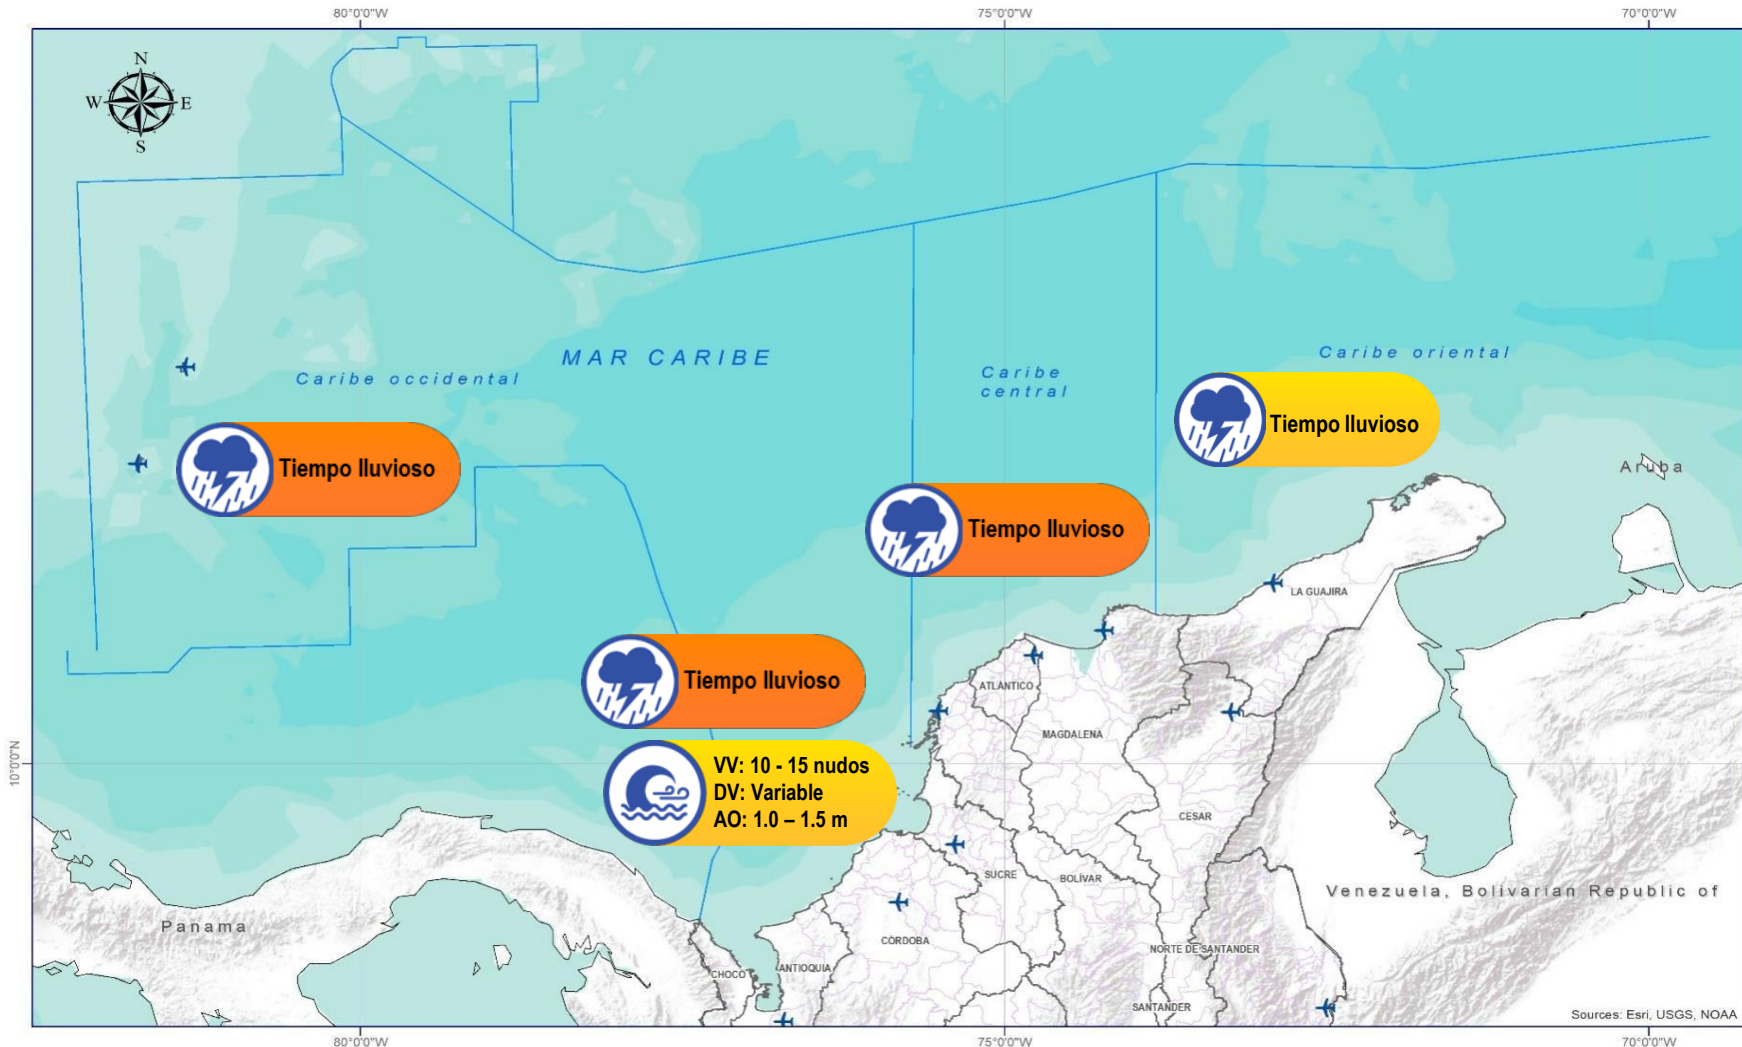 80°0'0"W
75°0'0"W
70°0'0"W
N
W
E
S
MAR CARIBE
Caribe occidental
Caribe
central
Caribe oriental
Tiempo lluvioso
Tiempo lluvioso
Aruba
Tiempo lluvioso
LA GUAJIRA
Tiempo lluvioso
ATLANTICO
MAGDALENA
10°0'0"N
VV: 10 - 15 nudos
DV: Variable
AO: 1.0 – 1.5 m
CESAR
SUCRE
BOLÍVAR
Venezuela, Bolivarian Republic of
Panama
CÓRDOBA
NORTE DE SANTANDER
CHOCO
ANTIOQUIA
SANTANDER
Sources: Esri, USGS, NOAA
80°0'0"W
75°0'0"W
70°0'0"W